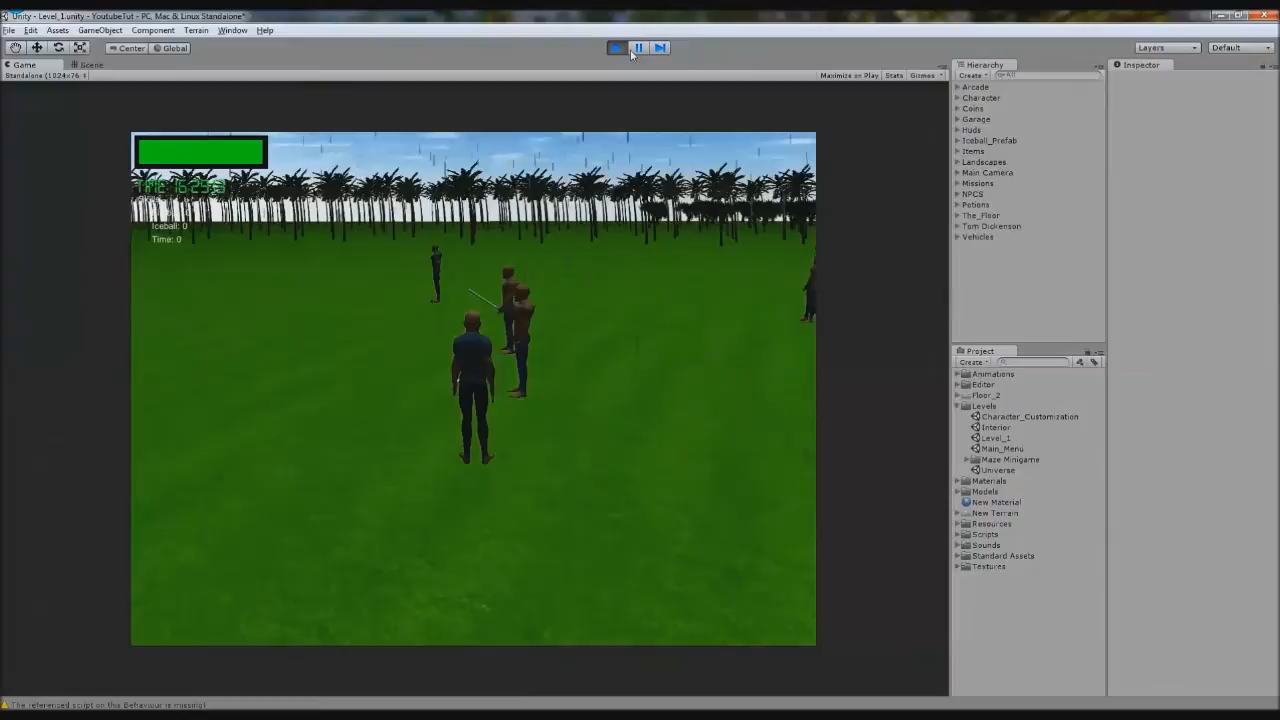 Unity - Level_1.unity - YoutubeTut - PC, Mac & Linux Standalone*
File Edit Assets GameObject Component Terrain Window Help
Center Global Layers Default
Game Scene Hierarchy Inspector
Standalone (1024x76 Maximize on Play Stats Gizmos Create All
Arcade
Character
Coins
Garage
Huds
Iceball_Prefab
Items
Landscapes
Main Camera
Missions
NPCS
Potions
The_Floor
Tom Dickenson
Vehicles
TIME
Iceball: 0
Time: 0
Project
Create
Animations
Editor
Floor_2
Levels
Character_Customization
Interior
Level_1
Main_Menu
Maze Minigame
Universe
Materials
Models
New Material
New Terrain
Resources
Scripts
Sounds
Standard Assets
Textures
The referenced script on this Behaviour is missing!